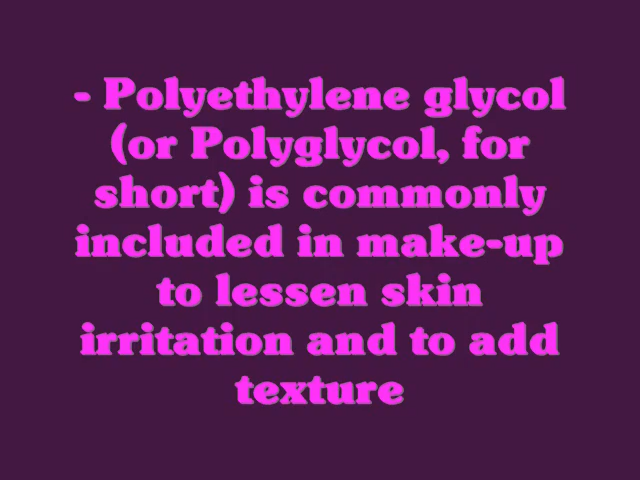 - Polyethylene glycol
(or Polyglycol, for
short) is commonly
included in make-up
to lessen skin
irritation and to add
texture